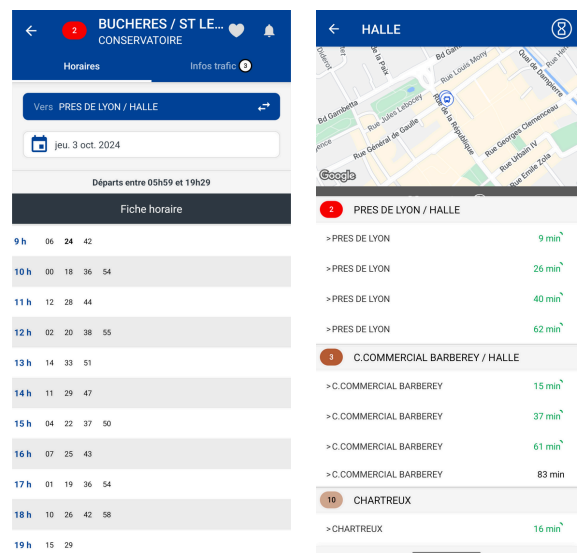 2
BUCHERES / ST LE...
CONSERVATOIRE
Horaires
Infos trafic 3
Vers PRES DE LYON / HALLE
jeu. 3 oct. 2024
Départs entre 05h59 et 19h29
Fiche horaire
9 h 06 24 42
10 h 00 18 36 54
11 h 12 28 44
12 h 02 20 38 55
13 h 14 33 51
14 h 11 29 47
15 h 04 22 37 50
16 h 07 25 43
17 h 01 19 36 54
18 h 10 26 42 58
19 h 15 29
HALLE
8
Diderot
de la Paix
Bd Gam
Rue Louis Mony
Quai de Dampierre
Rue
Bd Gambetta
Rue Jules Lebocey
Rue Général de Gaulle
Rue de la République
Rue Georges Clemenceau
Rue Urbain IV
Rue Emile Zola
Google
2 PRES DE LYON / HALLE
>PRES DE LYON 9 min
>PRES DE LYON 26 min
>PRES DE LYON 40 min
>PRES DE LYON 62 min
3 C.COMMERCIAL BARBEREY / HALLE
>C.COMMERCIAL BARBEREY 15 min
>C.COMMERCIAL BARBEREY 37 min
>C.COMMERCIAL BARBEREY 61 min
>C.COMMERCIAL BARBEREY 83 min
10 CHARTREUX
>CHARTREUX 16 min